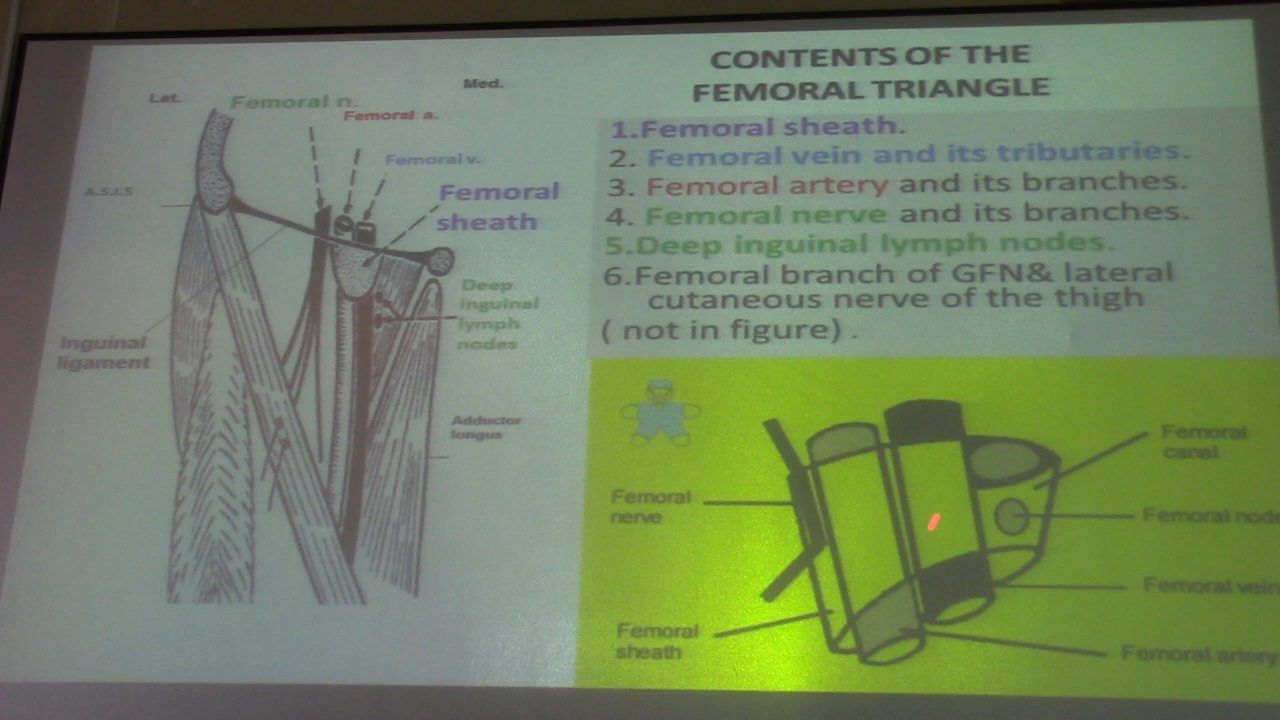 CONTENTS OF THE
FEMORAL TRIANGLE
1.Femoral sheath.
2. Femoral vein and its tributaries.
3. Femoral artery and its branches.
4. Femoral nerve and its branches.
5.Deep inguinal lymph nodes.
6.Femoral branch of GFN& lateral
cutaneous nerve of the thigh
( not in figure) .
Lat.
Med.
Femoral n.
Femoral a.
Femoral v.
A.S.I.S
Femoral
sheath
Deep
inguinal
lymph
nodes
Inguinal
ligament
Adductor
longus
Femoral
canal
Femoral
nerve
Femoral node
Femoral vein
Femoral
sheath
Femoral artery